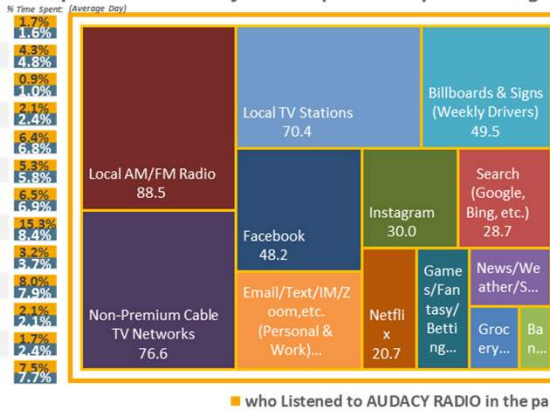 % Time Spent: (Average Day)
1.7%
1.6%
4.3%
4.8%
0.9%
1.0%
2.1%
2.4%
6.4%
6.8%
5.3%
5.8%
6.5%
6.9%
15.3%
8.4%
3.2%
3.7%
8.0%
7.9%
2.1%
2.1%
1.7%
2.4%
7.5%
7.7%
Local AM/FM Radio
88.5
Non-Premium Cable
TV Networks
76.6
Local TV Stations
70.4
Billboards & Signs
(Weekly Drivers)
49.5
Facebook
48.2
Instagram
30.0
Search
(Google,
Bing, etc.)
28.7
Email/Text/IM/Z
oom,etc.
(Personal &
Work)...
Netfli
x
20.7
Game
s/Fan
tasy/
Betti
ng...
News/We
ather/S...
Groc
ery...
Ba
n...
who Listened to AUDACY RADIO in the pa